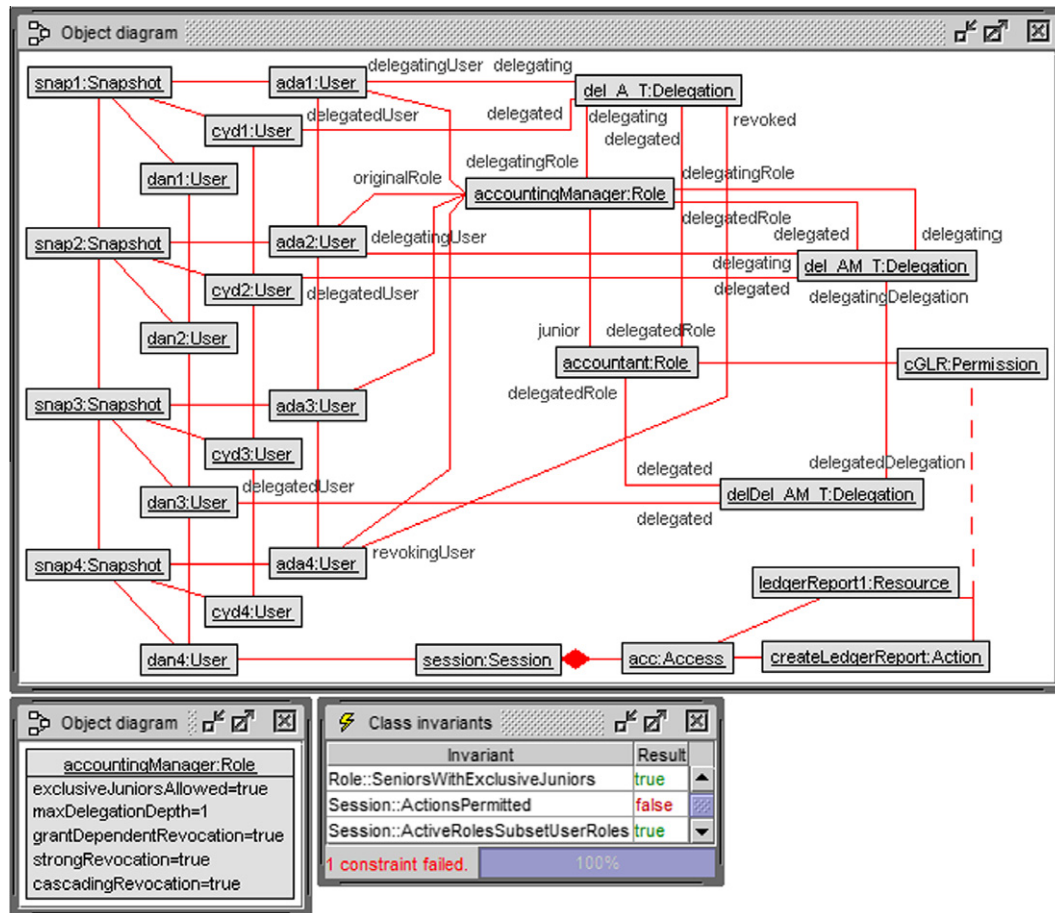 Object diagram
delegatingUser delegating
snap1:Snapshot ada1:User del_A_T:Delegation
delegatedUser delegated delegating revoked
cyd1:User delegated
delegatingRole
dan1:User originalRole accountingManager:Role delegatingRole
delegatedRole
snap2:Snapshot ada2:User delegatingUser delegated delegating
delegating del_AM_T:Delegation
cyd2:User delegatedUser delegated delegatingDelegation
dan2:User junior delegatedRole
accountant:Role cGLR:Permission
delegatedRole
snap3:Snapshot ada3:User
cyd3:User delegated delegatedDelegation
dan3:User delegatedUser delDel_AM_T:Delegation
delegated
snap4:Snapshot ada4:User revokingUser
ledgerReport1:Resource
cyd4:User
dan4:User session:Session acc:Access createLedgerReport:Action
Object diagram
accountingManager:Role
exclusiveJuniorsAllowed=true
maxDelegationDepth=1
grantDependentRevocation=true
strongRevocation=true
cascadingRevocation=true
Class invariants
Invariant Result
Role::SeniorsWithExclusiveJuniors true
Session::ActionsPermitted false
Session::ActiveRolesSubsetUserRoles true
1 constraint failed. 100%